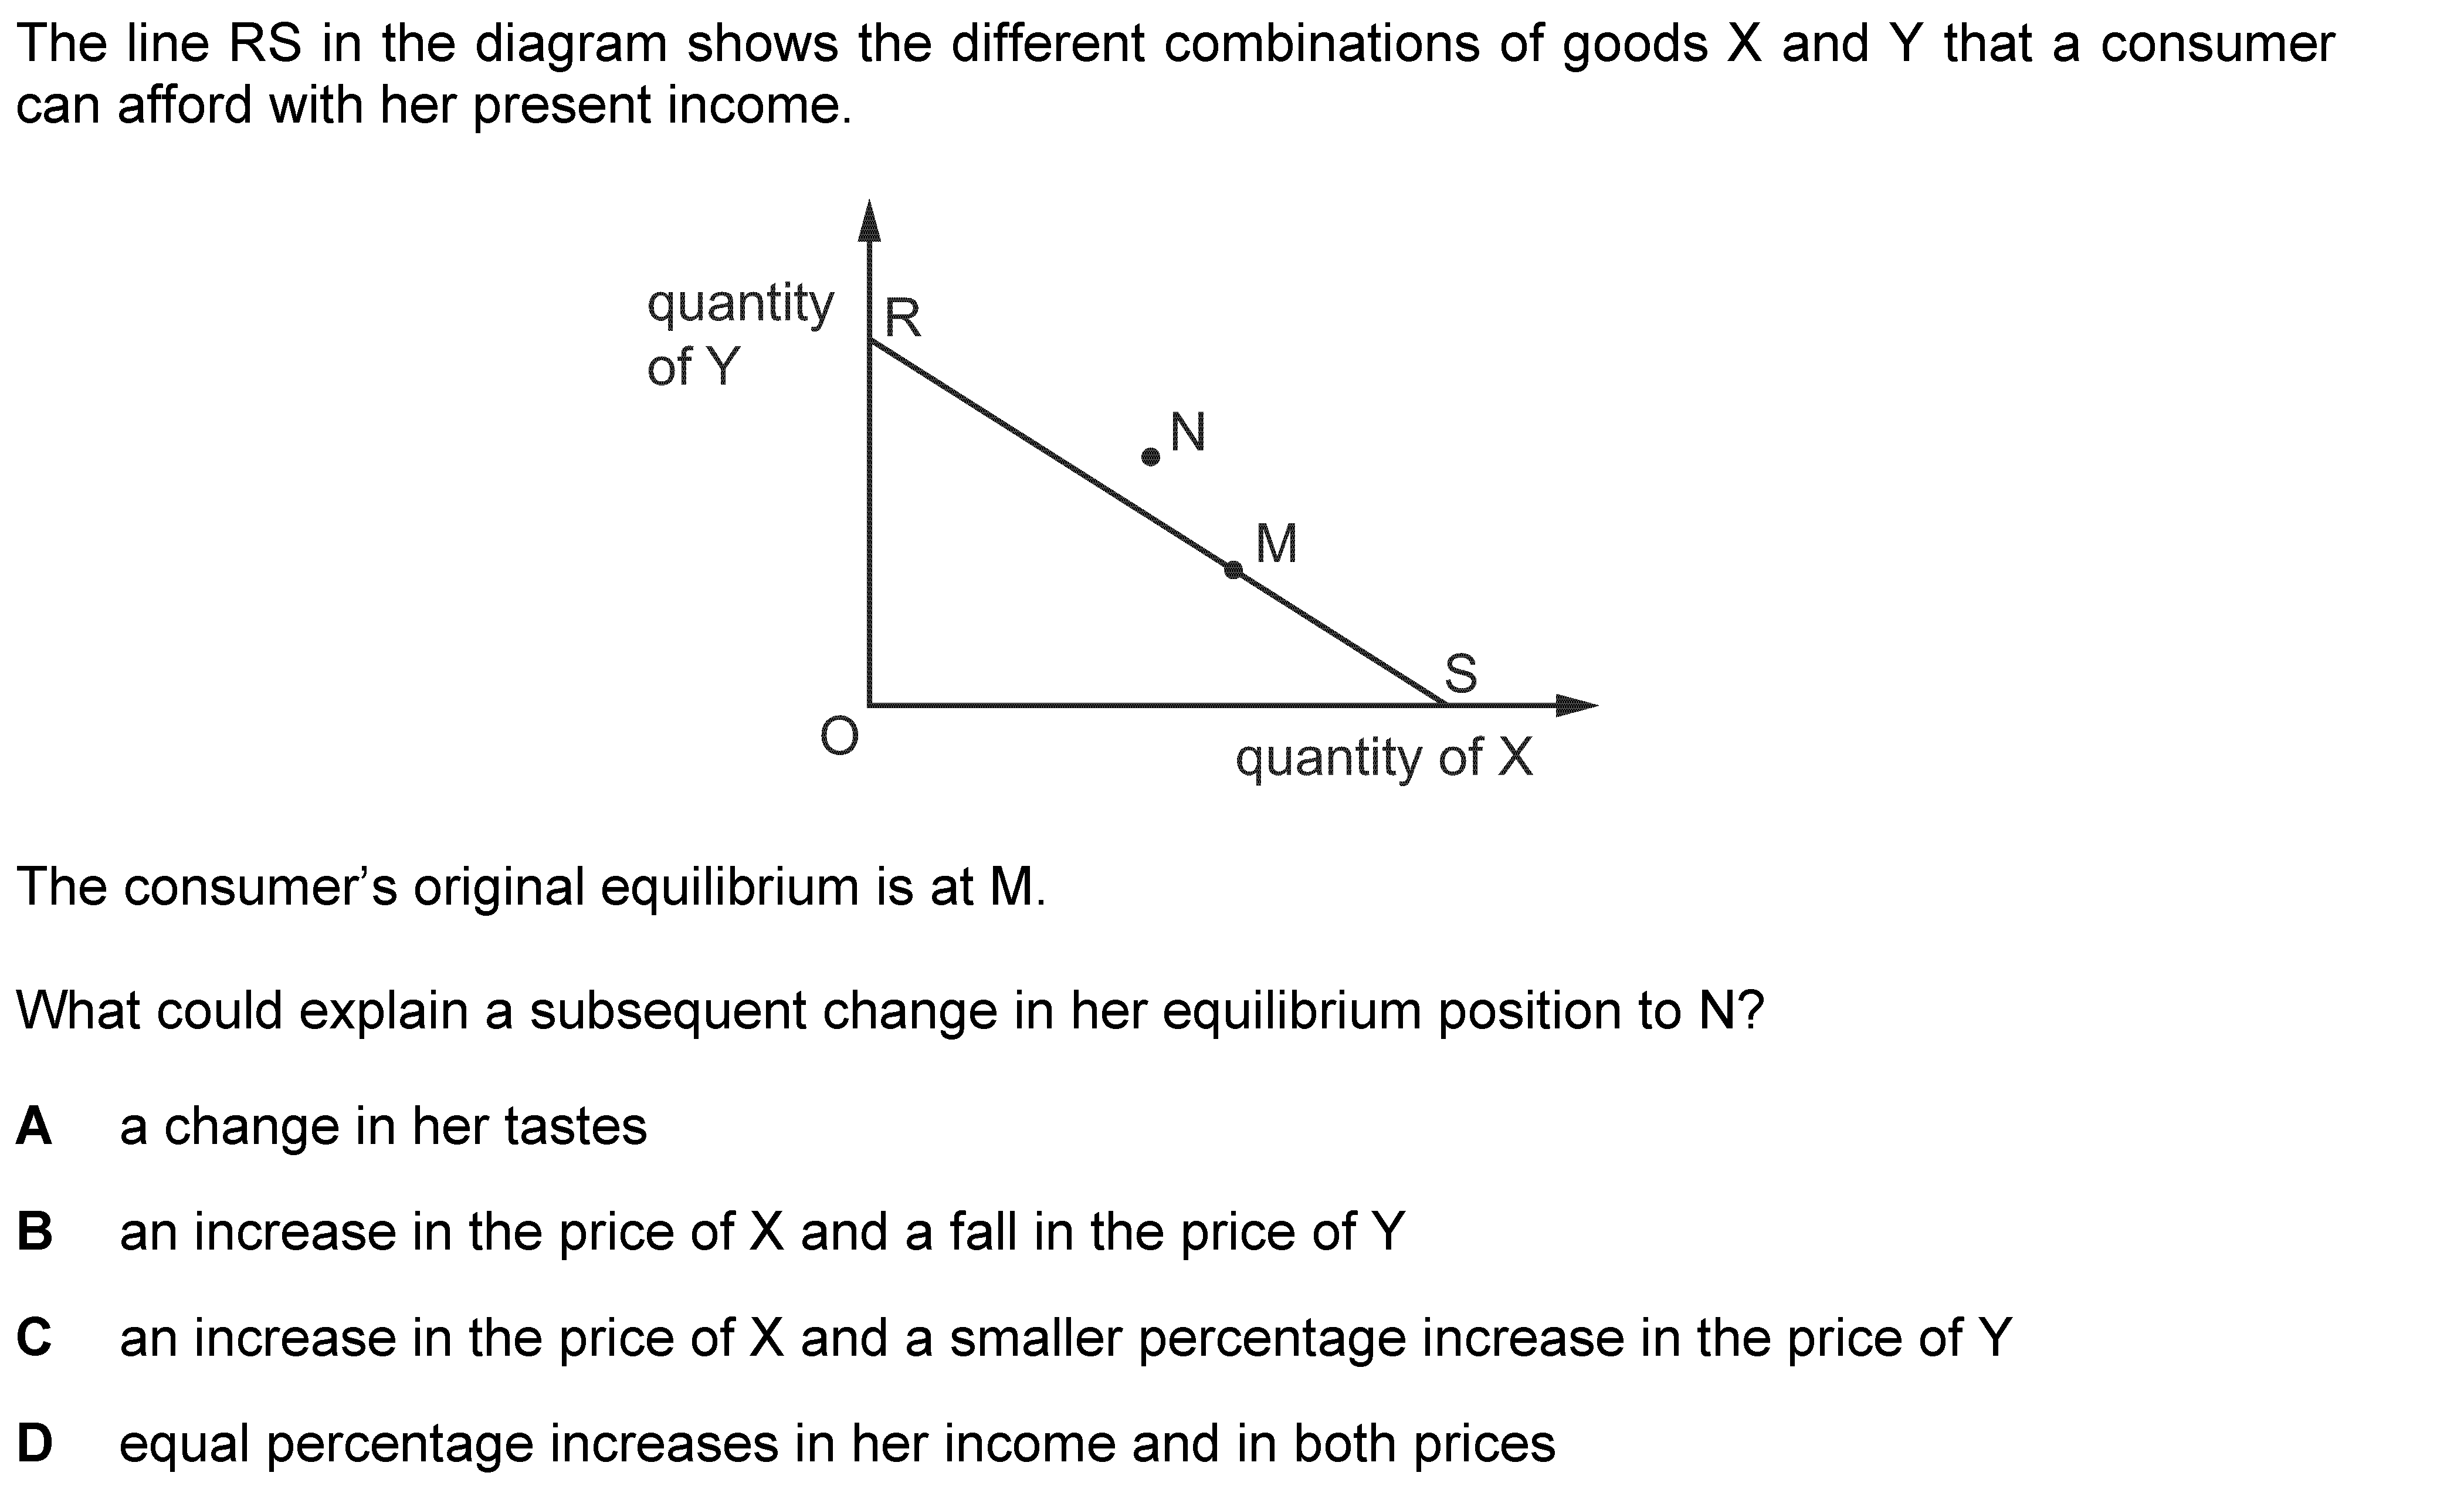 The line RS in the diagram shows the different combinations of goods X and Y that a consumer
can afford with her present income.
quantity
of Y
R
N
M
S
O
quantity of X
The consumer’s original equilibrium is at M.
What could explain a subsequent change in her equilibrium position to N?
A a change in her tastes
B an increase in the price of X and a fall in the price of Y
C an increase in the price of X and a smaller percentage increase in the price of Y
D equal percentage increases in her income and in both prices